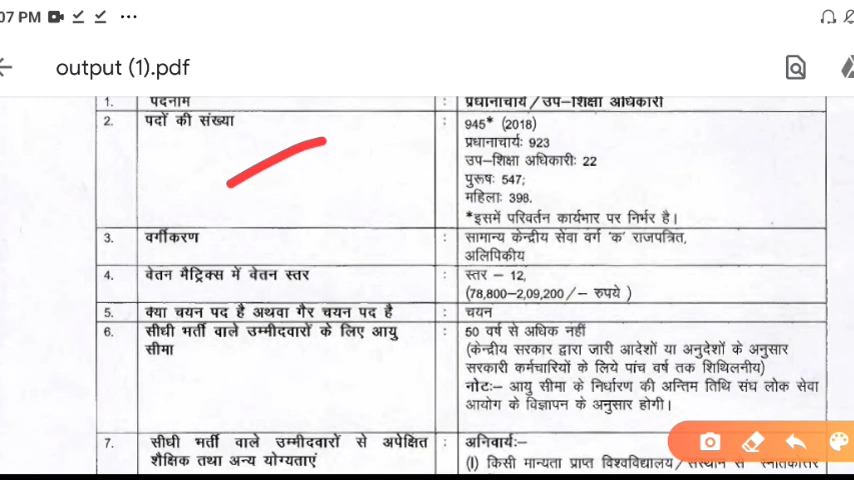 07 PM
output (1).pdf
1. पदनाम : प्रधानाचार्य/उप–शिक्षा अधिकारी
2. पदों की संख्या : 945* (2018)
प्रधानाचार्यः 923
उप–शिक्षा अधिकारीः 22
पुरूषः 547;
महिलाः 398.
*इसमें परिवर्तन कार्यभार पर निर्भर है।
3. वर्गीकरण : सामान्य केन्द्रीय सेवा वर्ग ‘क’ राजपत्रित,
अलिपिकीय
4. वेतन मैट्रिक्स में वेतन स्तर : स्तर – 12,
(78,800–2,09,200/– रुपये )
5. क्या चयन पद है अथवा गैर चयन पद है : चयन
6. सीधी भर्ती वाले उम्मीदवारों के लिए आयु : 50 वर्ष से अधिक नहीं
सीमा (केन्द्रीय सरकार द्वारा जारी आदेशों या अनुदेशों के अनुसार
सरकारी कर्मचारियों के लिये पांच वर्ष तक शिथिलनीय)
नोटः– आयु सीमा के निर्धारण की अन्तिम तिथि संघ लोक सेवा
आयोग के विज्ञापन के अनुसार होगी।
7. सीधी भर्ती वाले उम्मीदवारों से अपेक्षित : अनिवार्यः–
शैक्षिक तथा अन्य योग्यताएं (I) किसी मान्यता प्राप्त विश्वविद्यालय/संस्थान से स्नातकोत्तर